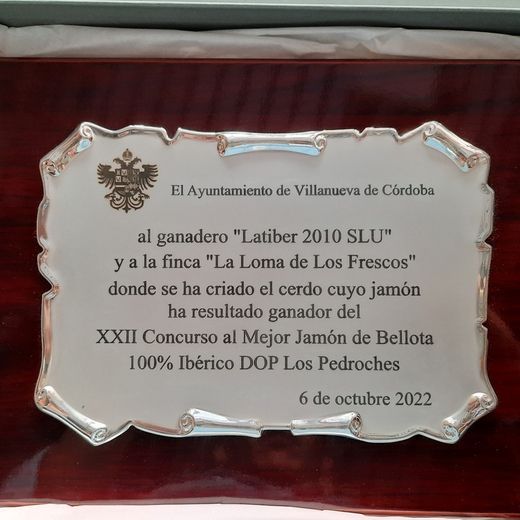 El Ayuntamiento de Villanueva de Córdoba
al ganadero "Latiber 2010 SLU"
y a la finca "La Loma de Los Frescos"
donde se ha criado el cerdo cuyo jamón
ha resultado ganador del
XXII Concurso al Mejor Jamón de Bellota
100% Ibérico DOP Los Pedroches
6 de octubre 2022